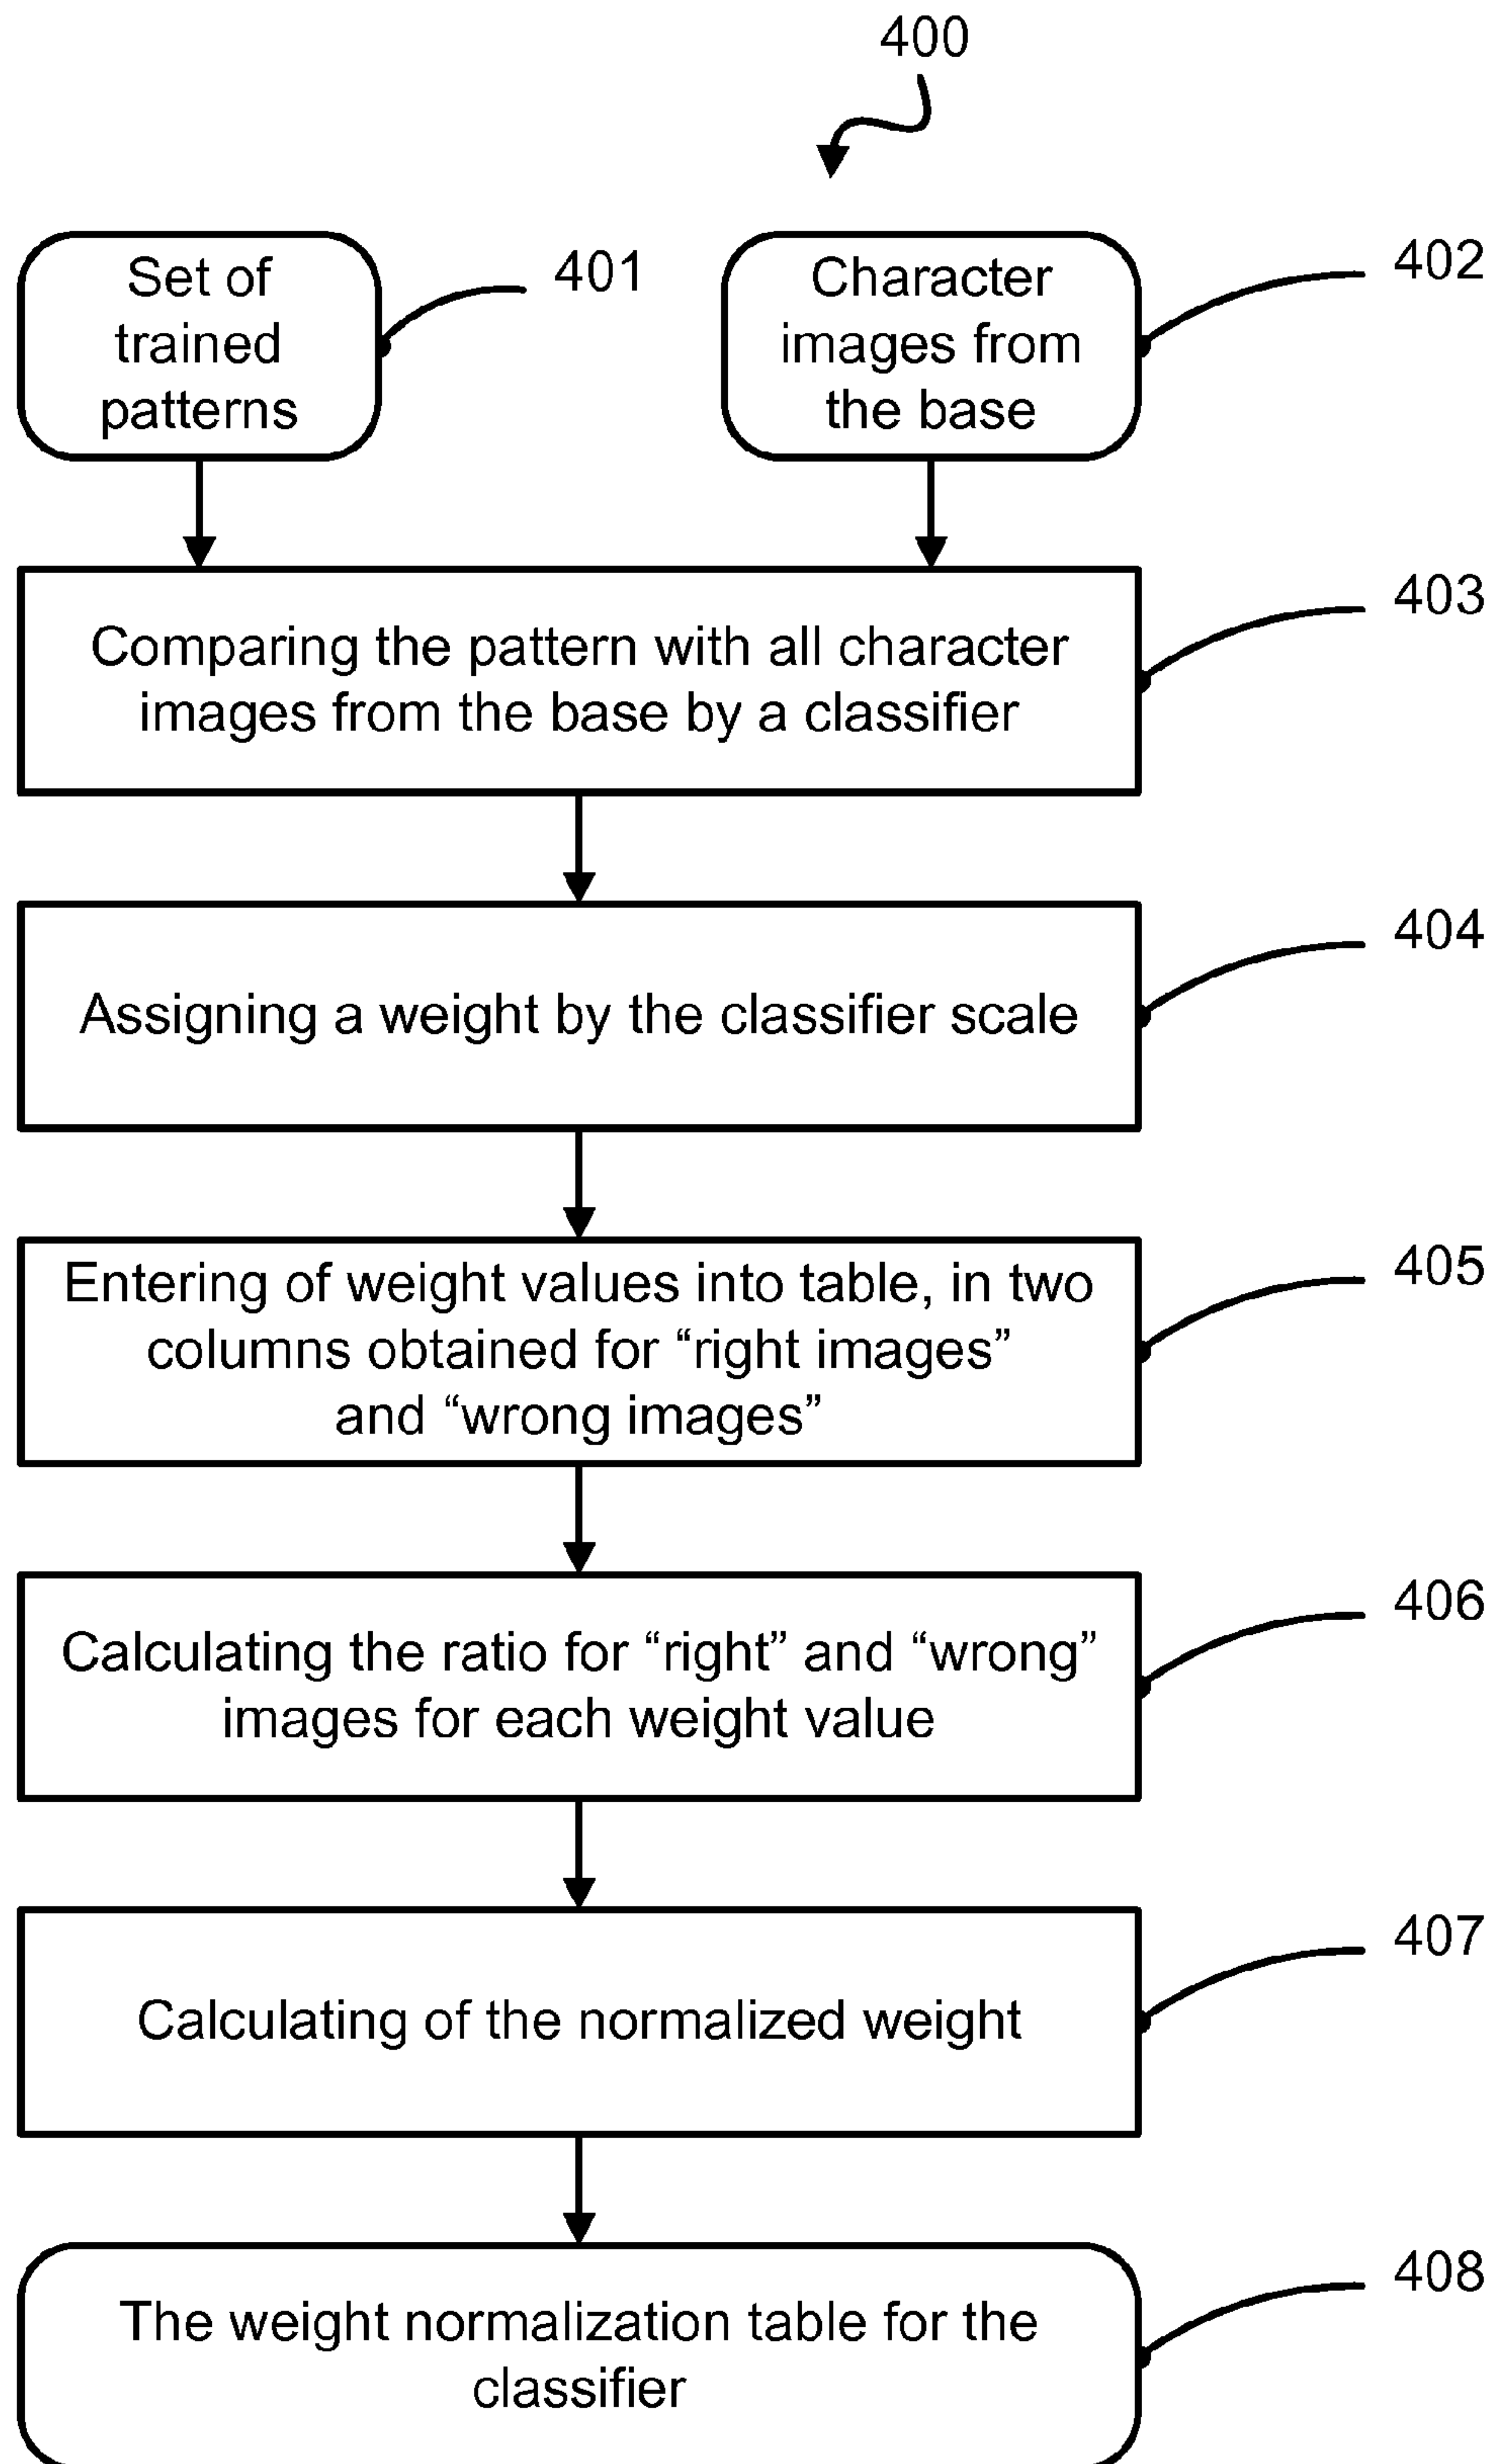 400
Set of
trained
patterns
401
Character
images from
the base
402
Comparing the pattern with all character
images from the base by a classifier
403
Assigning a weight by the classifier scale
404
Entering of weight values into table, in two
columns obtained for “right images”
and “wrong images”
405
Calculating the ratio for “right” and “wrong”
images for each weight value
406
Calculating of the normalized weight
407
The weight normalization table for the
classifier
408